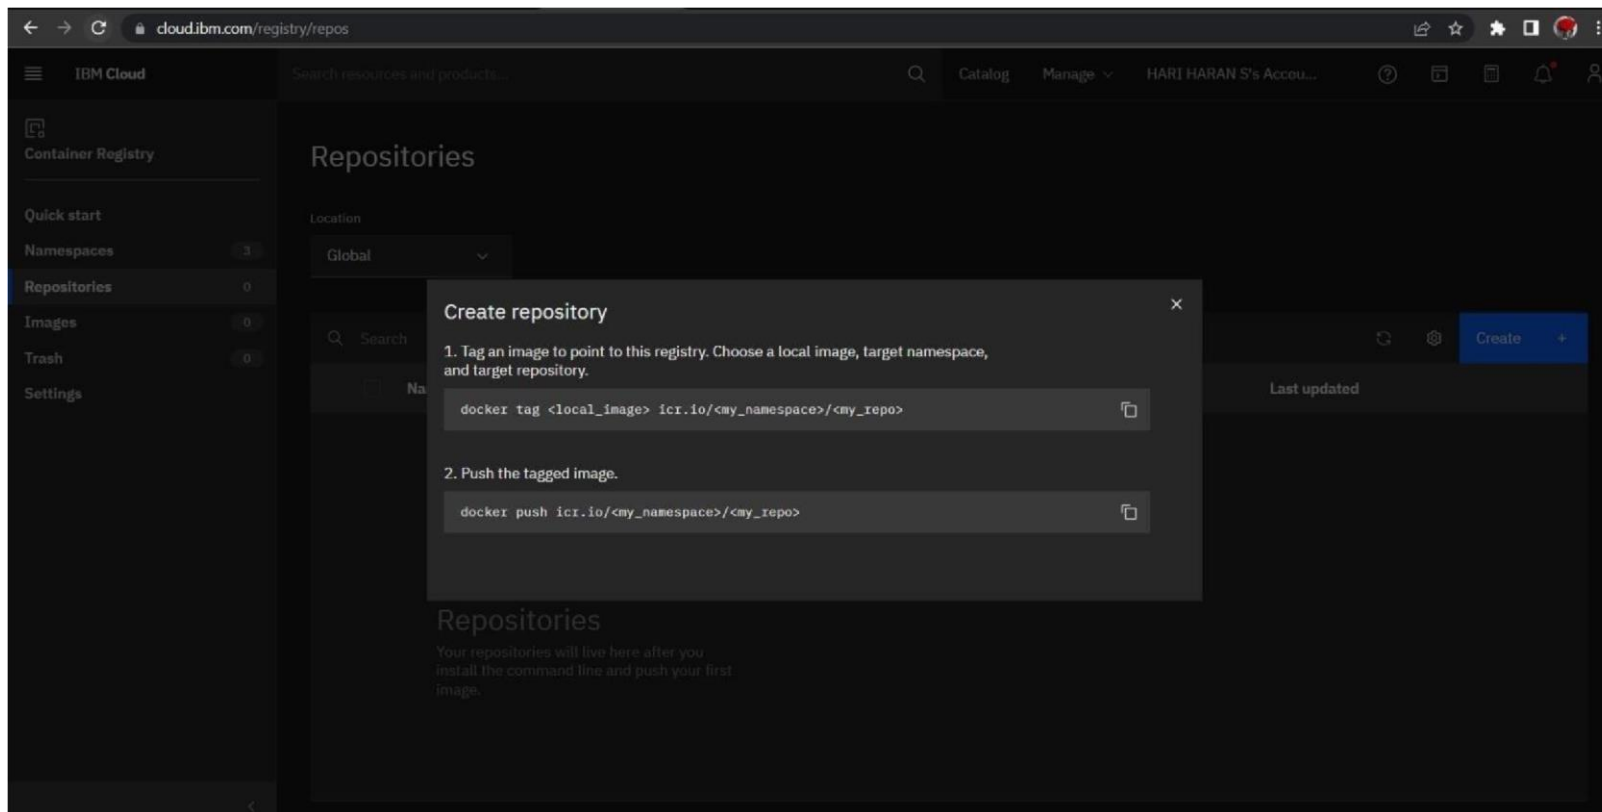 cloud.ibm.com/registry/repos
IBM Cloud
Search resources and products...
Catalog
Manage
HARI HARAN S's Accou...
Container Registry
Quick start
Namespaces 3
Repositories 0
Images 0
Trash 0
Settings
Repositories
Location
Global
Search
Create +
Na
Last updated
Create repository
1. Tag an image to point to this registry. Choose a local image, target namespace,
and target repository.
docker tag <local_image> icr.io/<my_namespace>/<my_repo>
2. Push the tagged image.
docker push icr.io/<my_namespace>/<my_repo>
Repositories
Your repositories will live here after you
install the command line and push your first
image.